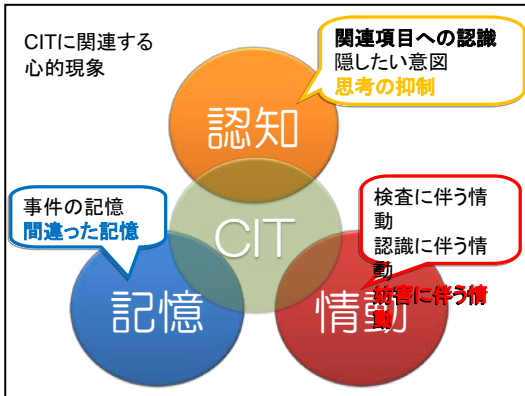 CITに関連する
心的現象
関連項目への認識
隠したい意図
思考の抑制
認知
事件の記憶
間違った記憶
検査に伴う情
動
認識に伴う情
動
妨害に伴う情
動
CIT
記憶
情動